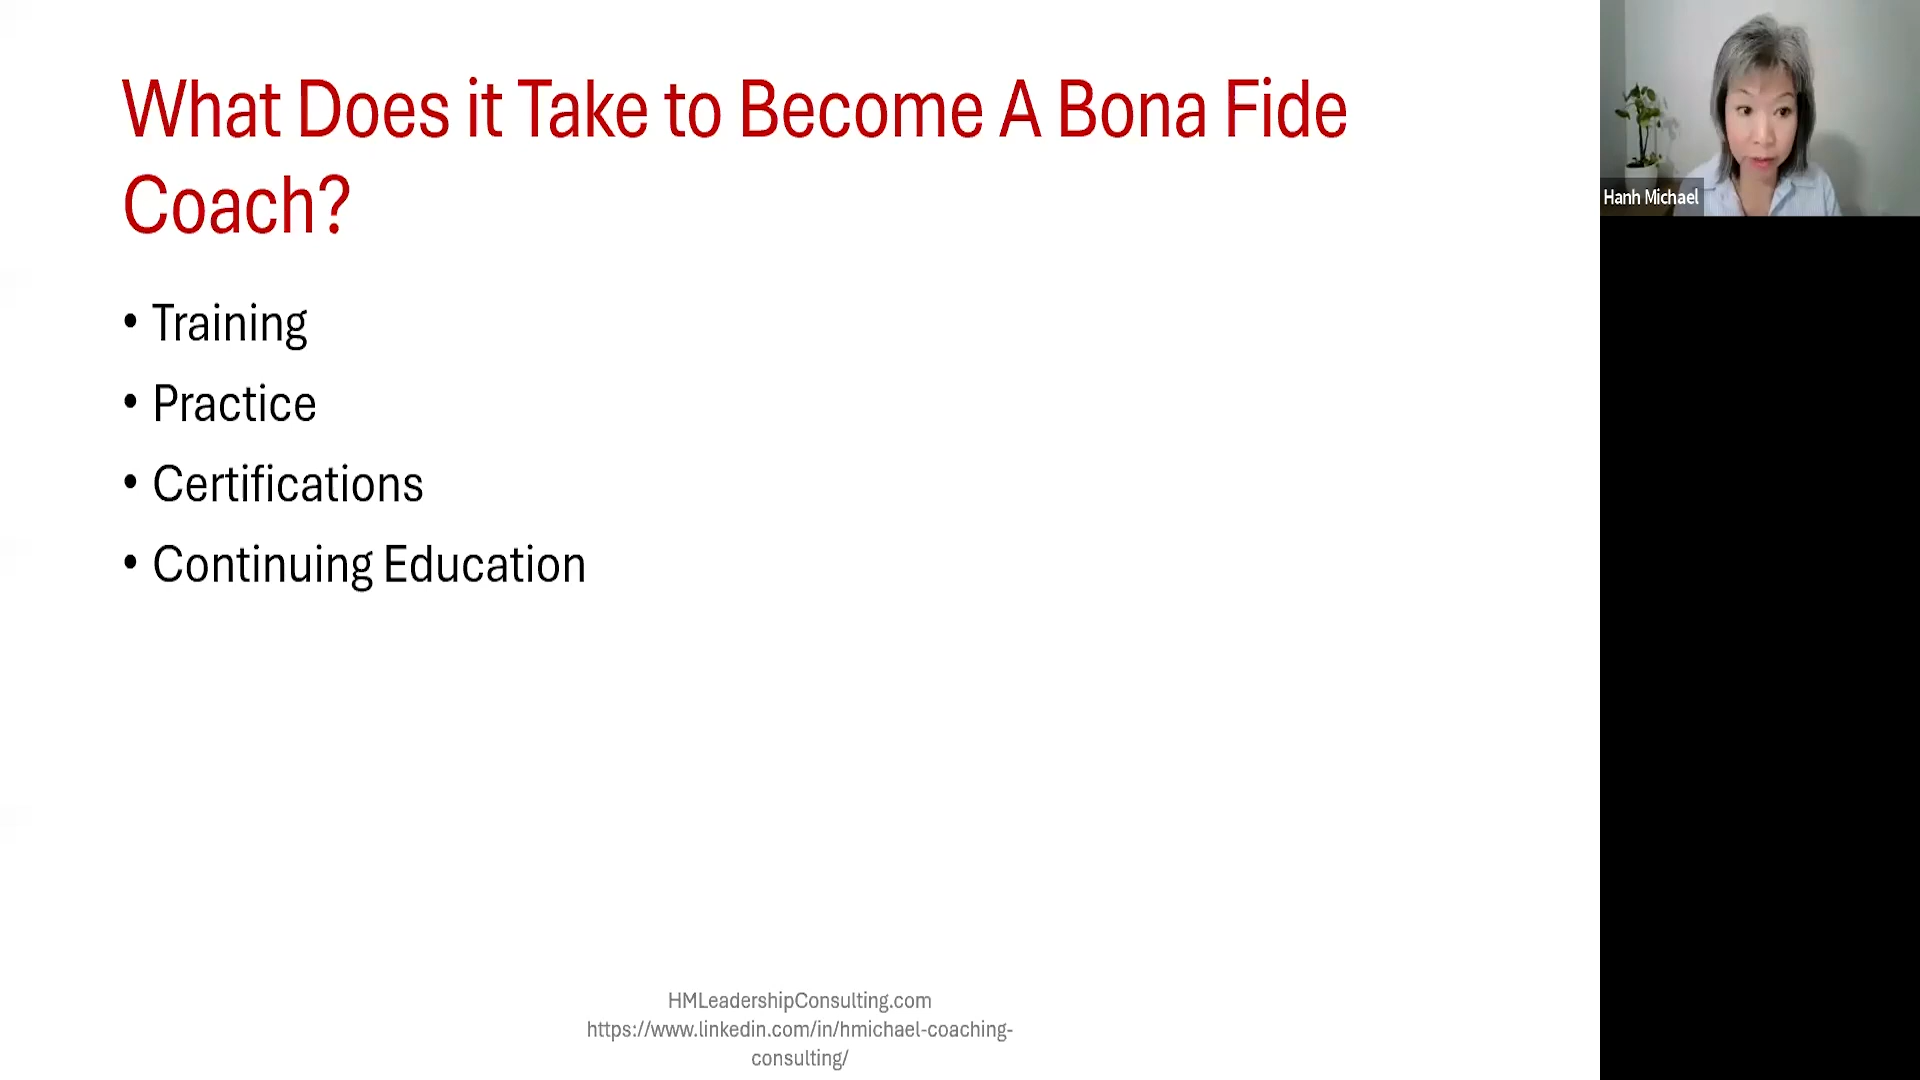 What Does it Take to Become A Bona Fide
Coach?
• Training
• Practice
• Certifications
• Continuing Education
HMLeadershipConsulting.com
https://www.linkedin.com/in/hmichael-coaching-
consulting/
Hanh Michael